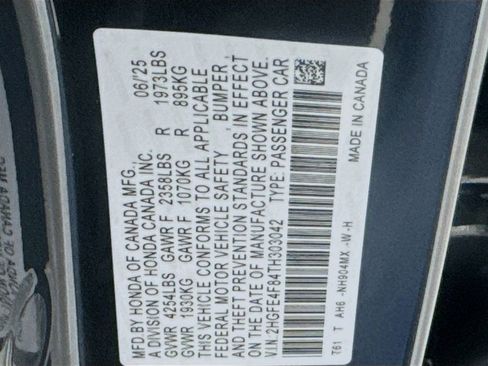 MFD BY HONDA OF CANADA MFG. 06/25
A DIVISION OF HONDA CANADA INC.
GVWR 4254LBS GAWR F 2358LBS R 1973LBS
GVWR 1930KG GAWR F 1070KG R 895KG
THIS VEHICLE CONFORMS TO ALL APPLICABLE
FEDERAL MOTOR VEHICLE SAFETY, BUMPER,
AND THEFT PREVENTION STANDARDS IN EFFECT
ON THE DATE OF MANUFACTURE SHOWN ABOVE.
V.I.N.:2HGFE4F84TH303042 TYPE: PASSENGER CAR
MADE IN CANADA
T61 T AH6 -NH904MX -W-H